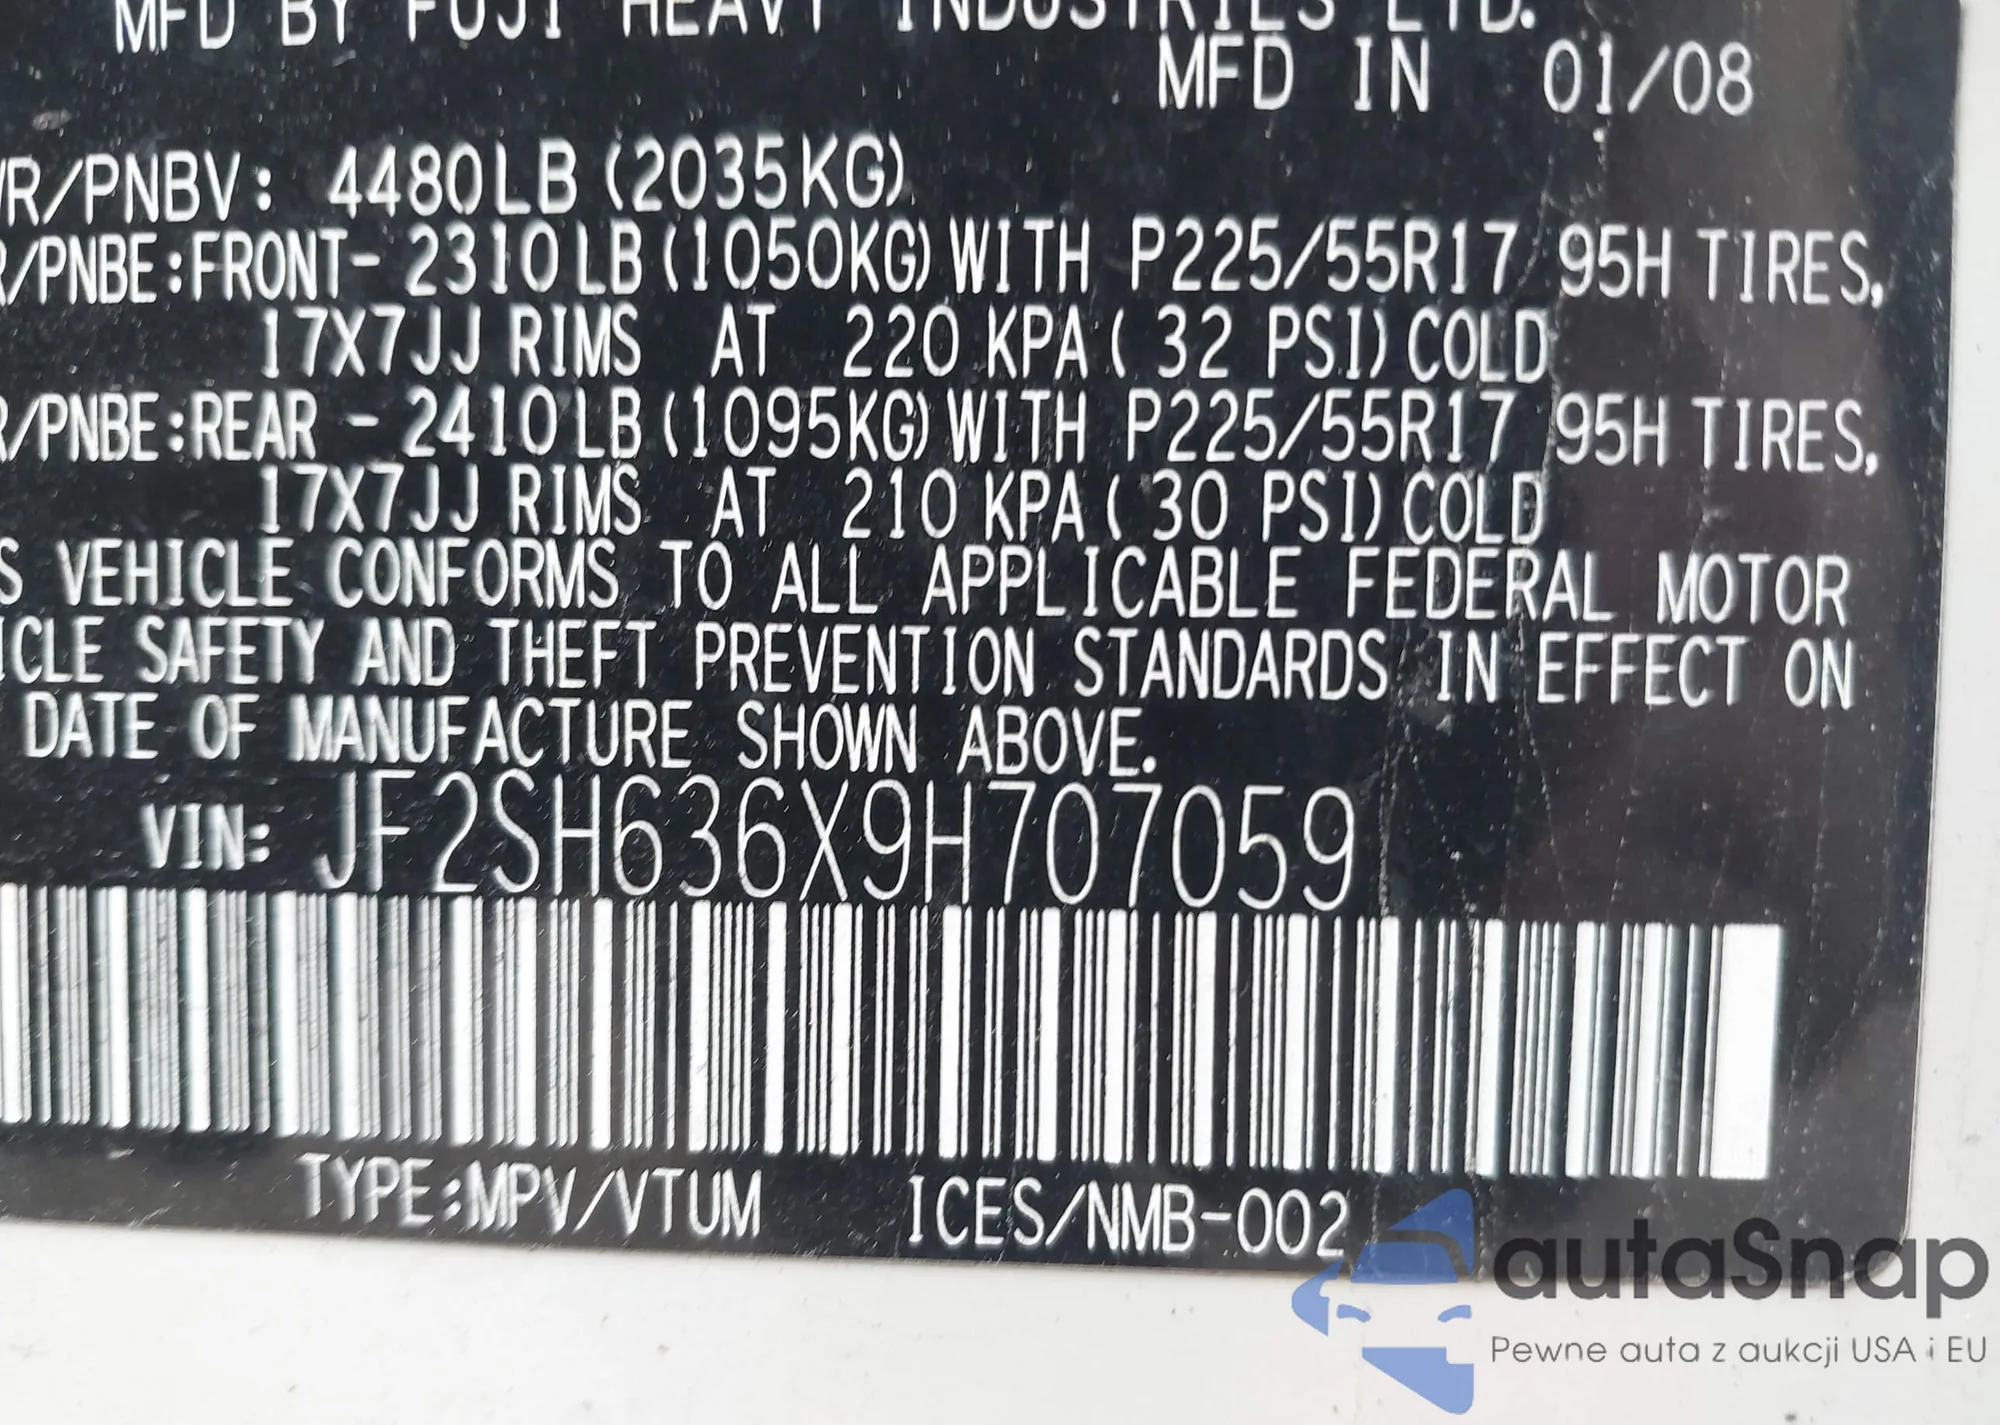 MFD BY FUJI HEAVY INDUSTRIES LTD.
MFD IN 01/08
VR/PNBV: 4480LB (2035KG)
R/PNBE:FRONT- 2310LB (1050KG) WITH P225/55R17 95H TIRES,
17X7JJ RIMS AT 220 KPA ( 32 PSI) COLD
R/PNBE:REAR - 2410LB (1095KG) WITH P225/55R17 95H TIRES,
17X7JJ RIMS AT 210 KPA ( 30 PSI) COLD
S VEHICLE CONFORMS TO ALL APPLICABLE FEDERAL MOTOR
ICLE SAFETY AND THEFT PREVENTION STANDARDS IN EFFECT ON
DATE OF MANUFACTURE SHOWN ABOVE.
VIN: JF2SH636X9H707059
TYPE:MPV/VTUM ICES/NMB-002
autaSnap
Pewne auta z aukcji USA i EU